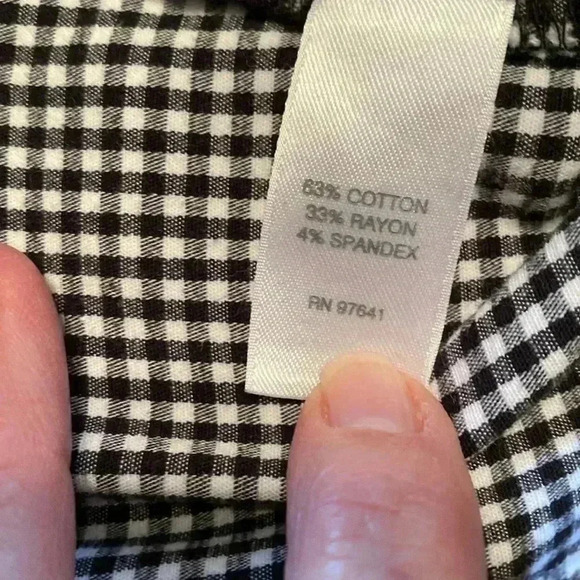 63% COTTON
33% RAYON
4% SPANDEX
RN 97641